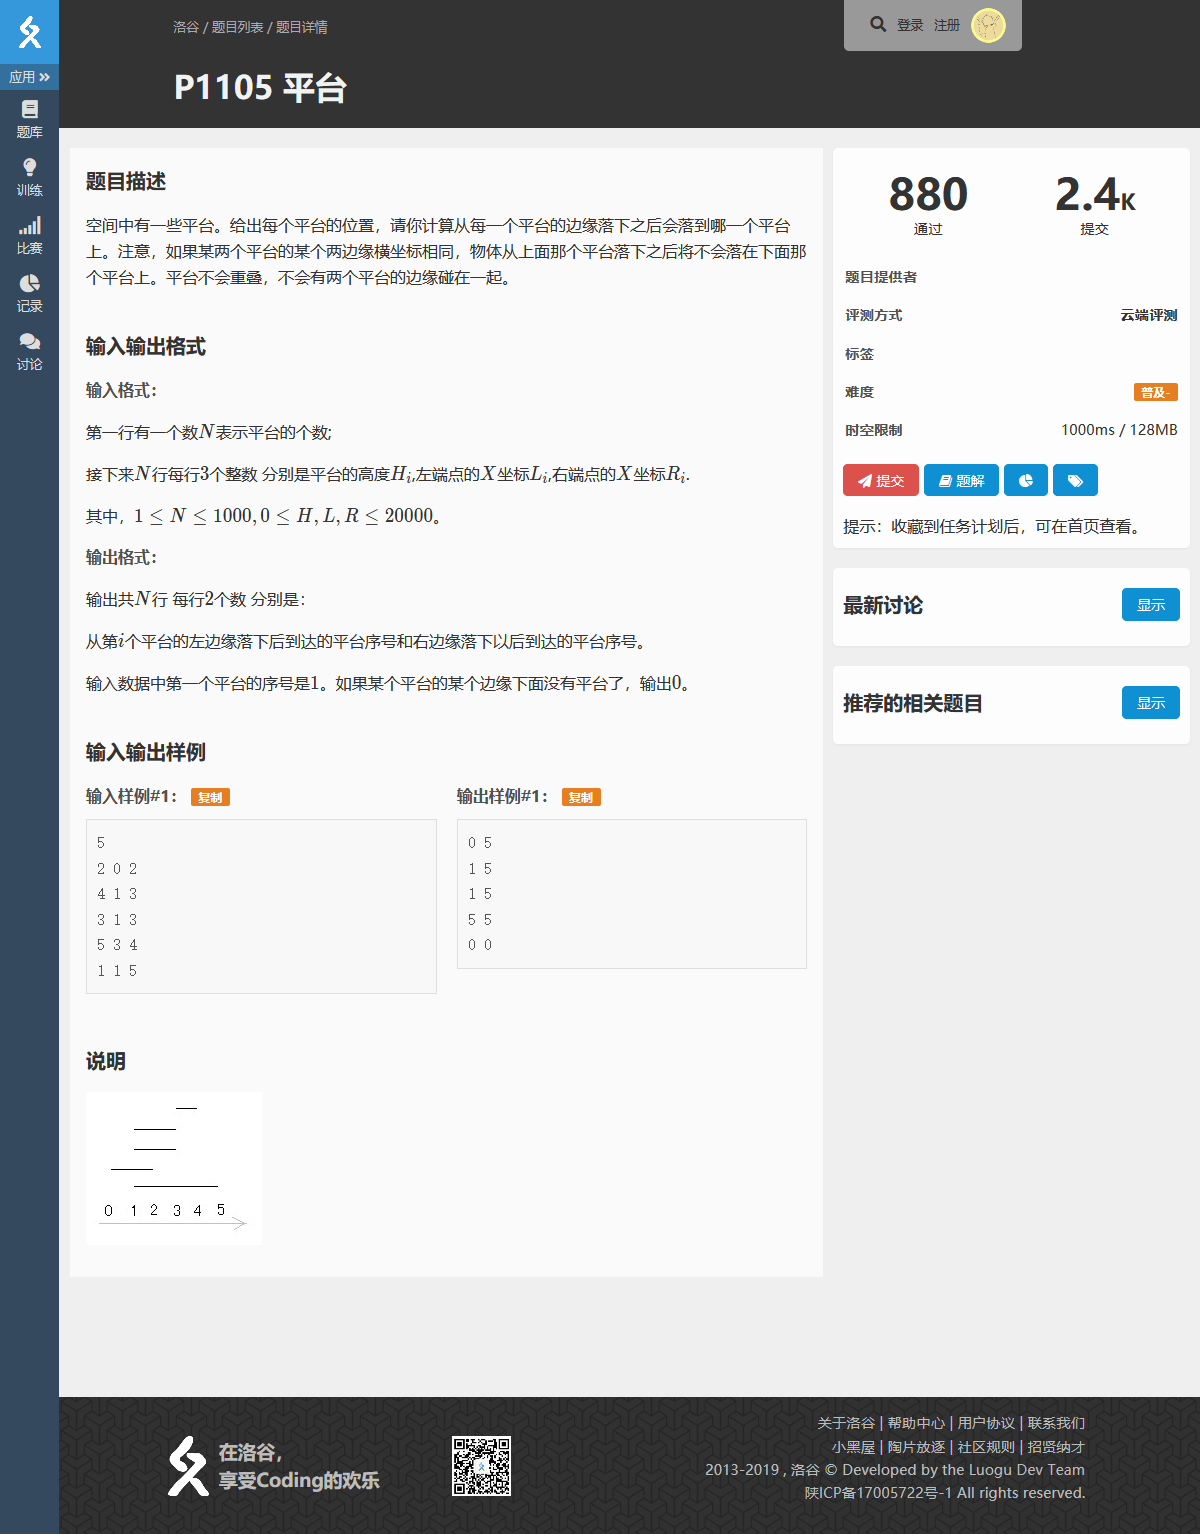 洛谷 / 题目列表 / 题目详情
登录 注册
P1105 平台
应用
题库
训练
比赛
记录
讨论
题目描述
空间中有一些平台。给出每个平台的位置，请你计算从每一个平台的边缘落下之后会落到哪一个平台
上。注意，如果某两个平台的某个两边缘横坐标相同，物体从上面那个平台落下之后将不会落在下面那
个平台上。平台不会重叠，不会有两个平台的边缘碰在一起。
输入输出格式
输入格式：
第一行有一个数N表示平台的个数;
接下来N行每行3个整数 分别是平台的高度H_i,左端点的X坐标L_i,右端点的X坐标R_i.
其中，1 ≤ N ≤ 1000, 0 ≤ H, L, R ≤ 20000。
输出格式：
输出共N行 每行2个数 分别是：
从第i个平台的左边缘落下后到达的平台序号和右边缘落下以后到达的平台序号。
输入数据中第一个平台的序号是1。如果某个平台的某个边缘下面没有平台了，输出0。
输入输出样例
输入样例#1： 复制
5
2 0 2
4 1 3
3 1 3
5 3 4
1 1 5
输出样例#1： 复制
0 5
1 5
1 5
5 5
0 0
说明
0 1 2 3 4 5
880
通过
2.4K
提交
题目提供者
评测方式 云端评测
标签
难度 普及-
时空限制 1000ms / 128MB
提交 题解
提示：收藏到任务计划后，可在首页查看。
最新讨论 显示
推荐的相关题目 显示
在洛谷，
享受Coding的欢乐
关于洛谷 | 帮助中心 | 用户协议 | 联系我们
小黑屋 | 陶片放逐 | 社区规则 | 招贤纳才
2013-2019 , 洛谷 © Developed by the Luogu Dev Team
陕ICP备17005722号-1 All rights reserved.